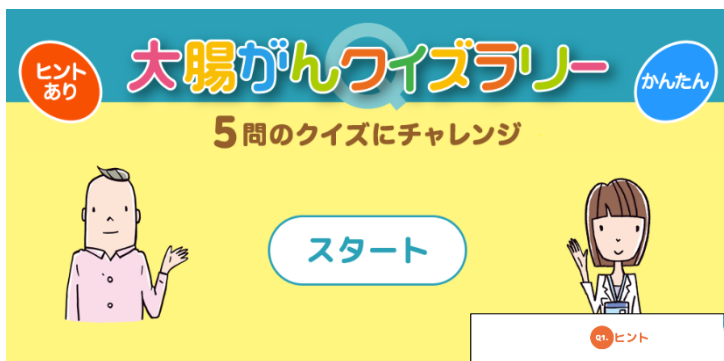 ヒント
あり
大腸がんクイズラリー
かんたん
5問のクイズにチャレンジ
スタート
Q1. ヒント